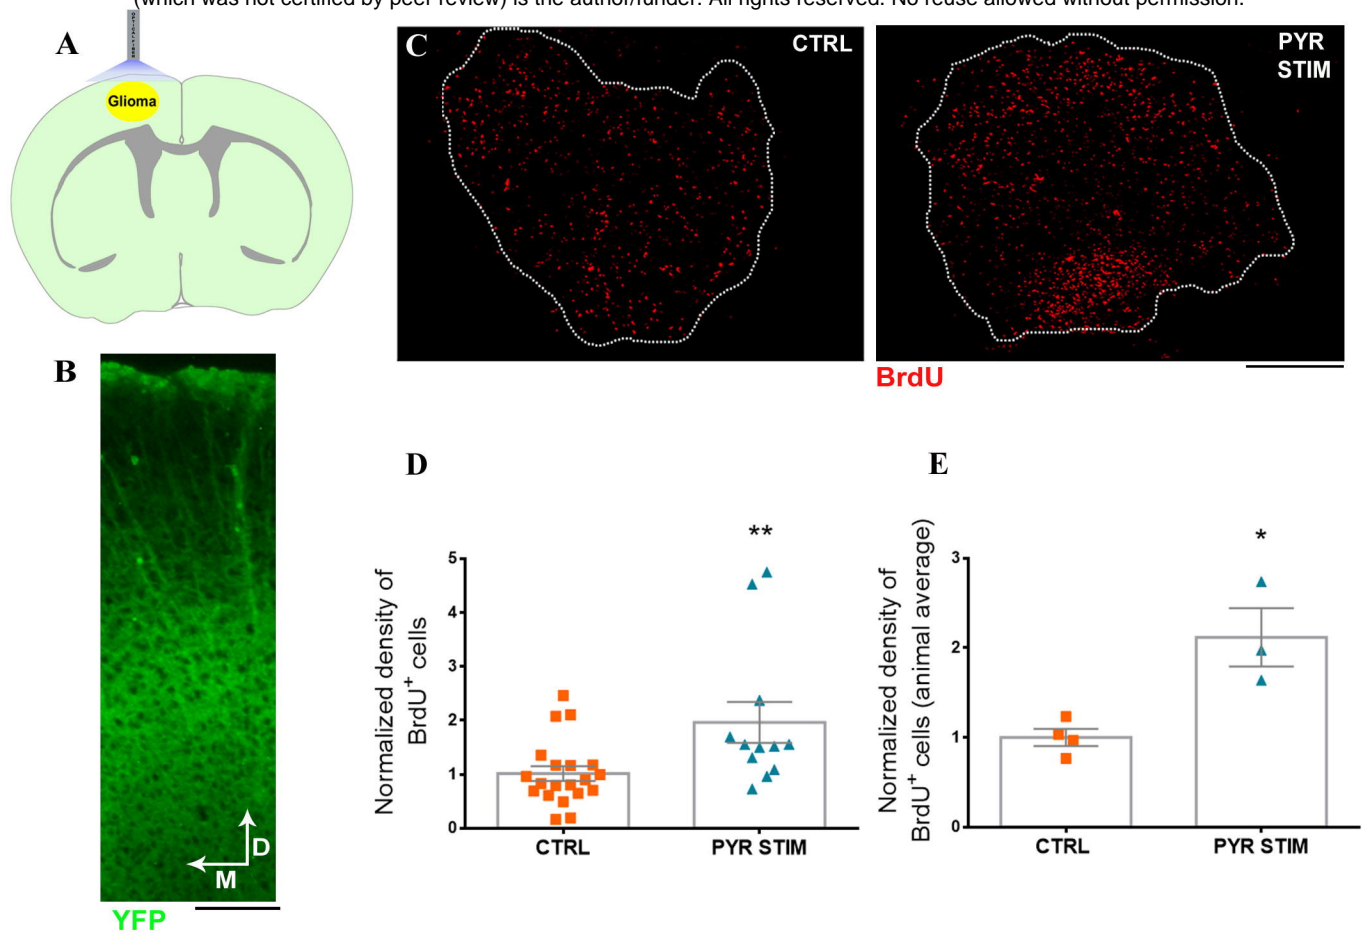 (which was not certified by peer review) is the author/funder. All rights reserved. No reuse allowed without permission.
A
OPTICAL FIBER
Glioma
B
D
M
YFP
C
CTRL
PYR
STIM
BrdU
D
Normalized density of
BrdU⁺ cells
5
4
3
2
1
0
**
CTRL
PYR STIM
E
Normalized density of
BrdU⁺ cells (animal average)
3
2
1
0
*
CTRL
PYR STIM